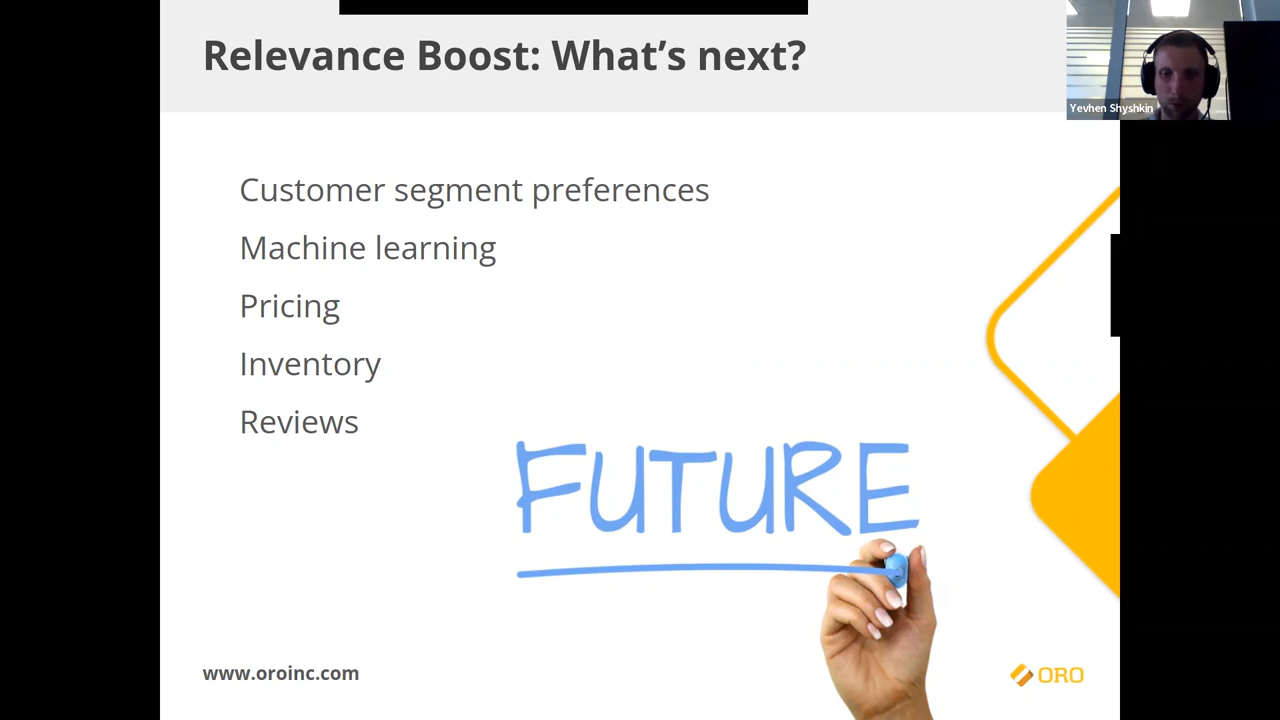 Relevance Boost: What's next?
Yevhen Shyshkin
Customer segment preferences
Machine learning
Pricing
Inventory
Reviews
FUTURE
www.oroinc.com
ORO